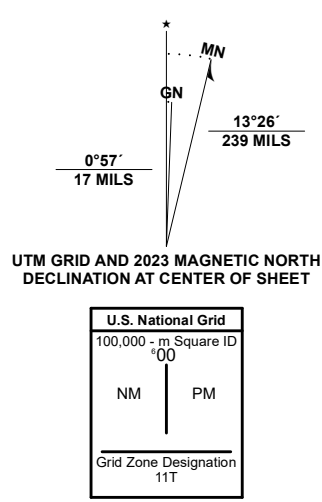 ★
MN
GN
13°26´
239 MILS
0°57´
17 MILS
UTM GRID AND 2023 MAGNETIC NORTH
DECLINATION AT CENTER OF SHEET
U.S. National Grid
100,000 - m Square ID
⁶00
NM PM
Grid Zone Designation
11T